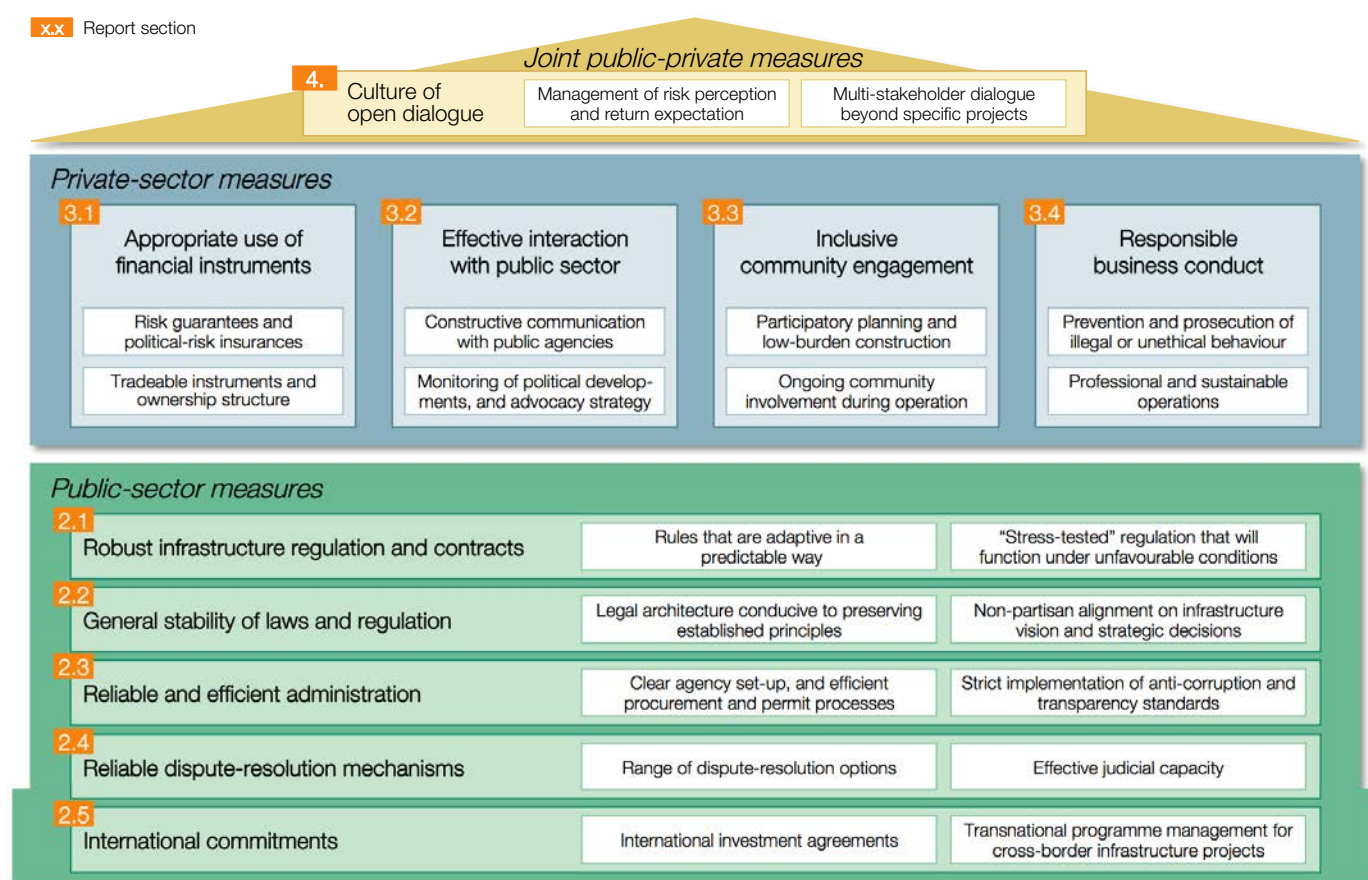 x.x Report section
Joint public-private measures
4.
Culture of
open dialogue
Management of risk perception
and return expectation
Multi-stakeholder dialogue
beyond specific projects
Private-sector measures
3.1
Appropriate use of
financial instruments
Risk guarantees and
political-risk insurances
Tradeable instruments and
ownership structure
3.2
Effective interaction
with public sector
Constructive communication
with public agencies
Monitoring of political develop-
ments, and advocacy strategy
3.3
Inclusive
community engagement
Participatory planning and
low-burden construction
Ongoing community
involvement during operation
3.4
Responsible
business conduct
Prevention and prosecution of
illegal or unethical behaviour
Professional and sustainable
operations
Public-sector measures
2.1
Robust infrastructure regulation and contracts
Rules that are adaptive in a
predictable way
“Stress-tested” regulation that will
function under unfavourable conditions
2.2
General stability of laws and regulation
Legal architecture conducive to preserving
established principles
Non-partisan alignment on infrastructure
vision and strategic decisions
2.3
Reliable and efficient administration
Clear agency set-up, and efficient
procurement and permit processes
Strict implementation of anti-corruption and
transparency standards
2.4
Reliable dispute-resolution mechanisms
Range of dispute-resolution options
Effective judicial capacity
2.5
International commitments
International investment agreements
Transnational programme management for
cross-border infrastructure projects